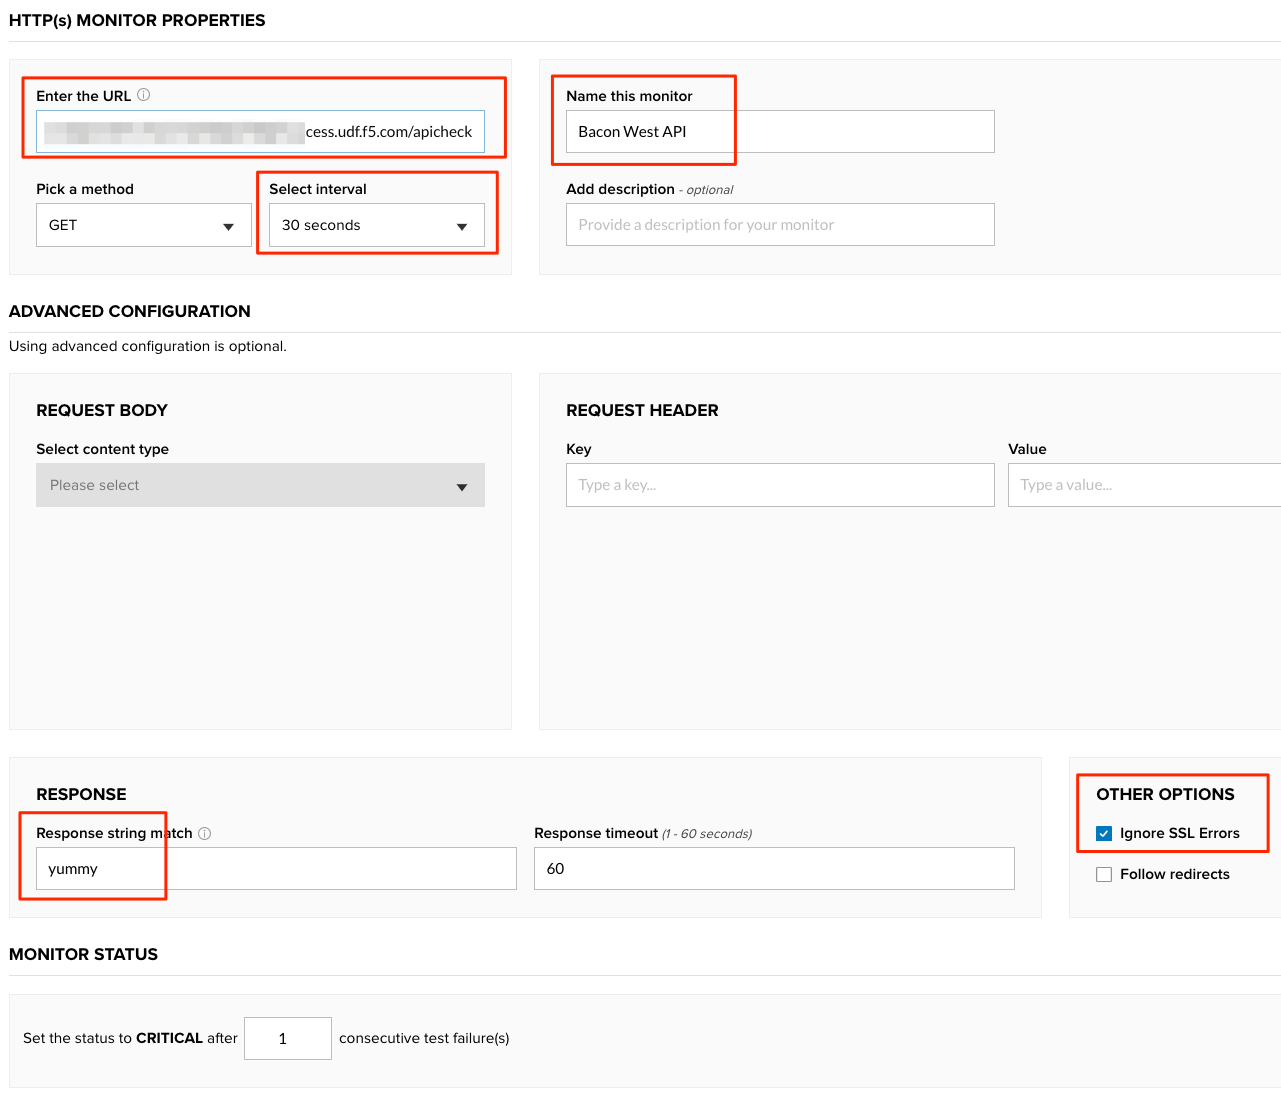 HTTP(s) MONITOR PROPERTIES
Enter the URL
cess.udf.f5.com/apicheck
Name this monitor
Bacon West API
Pick a method
GET
Select interval
30 seconds
Add description - optional
Provide a description for your monitor
ADVANCED CONFIGURATION
Using advanced configuration is optional.
REQUEST BODY
Select content type
Please select
REQUEST HEADER
Key
Type a key...
Value
Type a value...
RESPONSE
Response string match
yummy
Response timeout (1 - 60 seconds)
60
OTHER OPTIONS
Ignore SSL Errors
Follow redirects
MONITOR STATUS
Set the status to CRITICAL after 1 consecutive test failure(s)